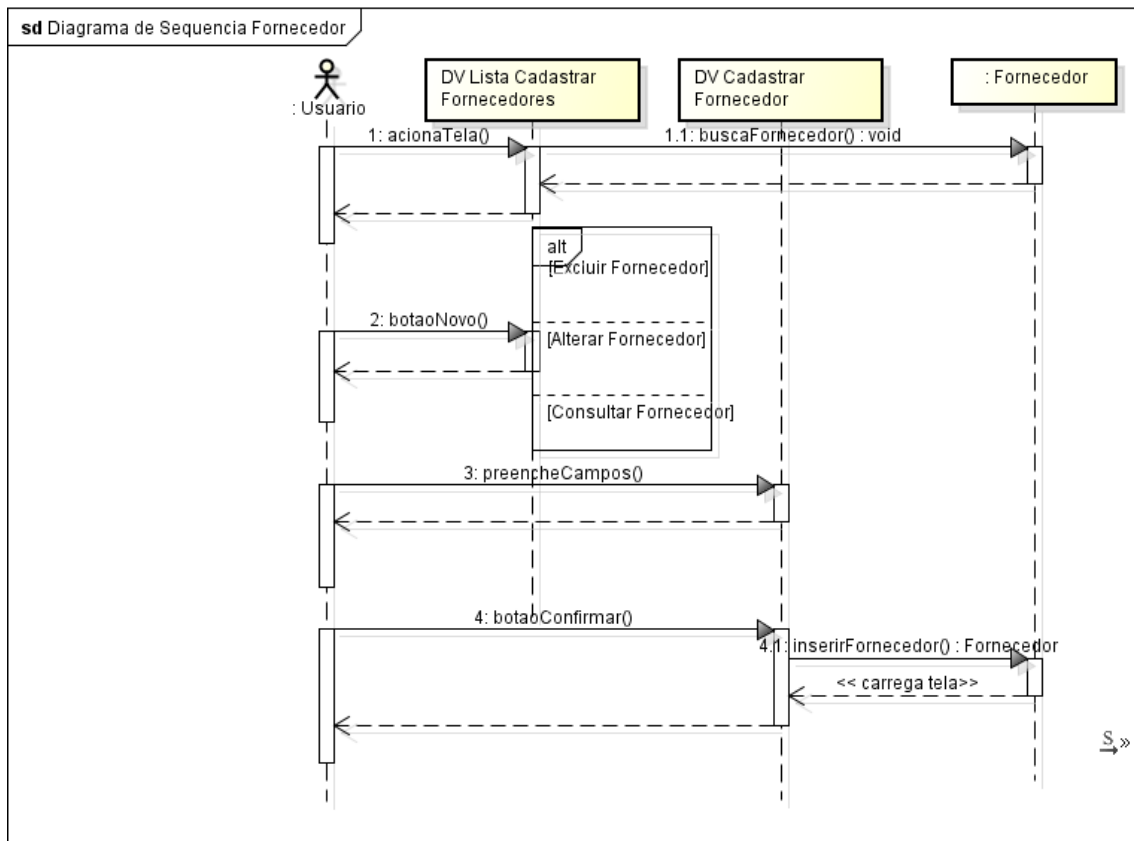 sd Diagrama de Sequencia Fornecedor
: Usuario
DV Lista Cadastrar
Fornecedores
DV Cadastrar
Fornecedor
: Fornecedor
1: acionaTela()
1.1: buscaFornecedor() : void
alt
[Excluir Fornecedor]
2: botaoNovo()
[Alterar Fornecedor]
[Consultar Fornecedor]
3: preencheCampos()
4: botaoConfirmar()
4.1: inserirFornecedor() : Fornecedor
<< carrega tela>>
S »